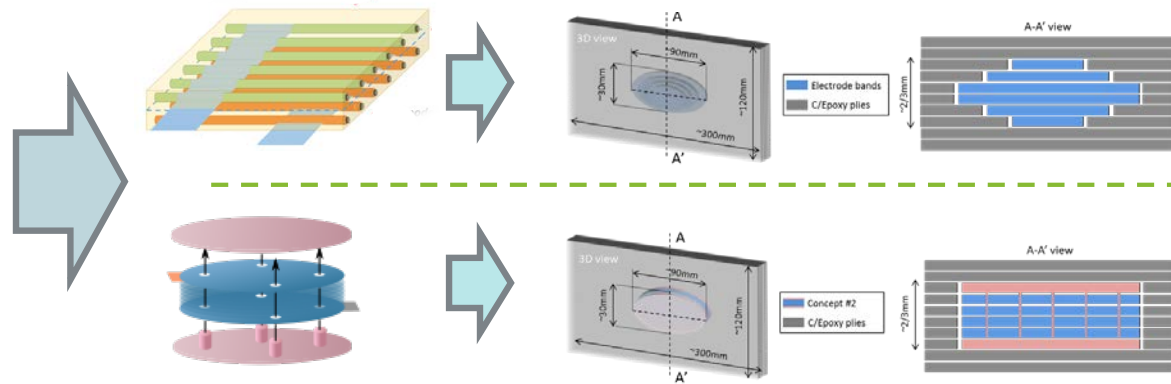 A
3D view
~90mm
~30mm
~120mm
~300mm
A'
Electrode bands
C/Epoxy plies
A-A' view
~2/3mm
A
3D view
~90mm
~30mm
~120mm
~300mm
A'
Concept #2
C/Epoxy plies
A-A' view
~2/3mm